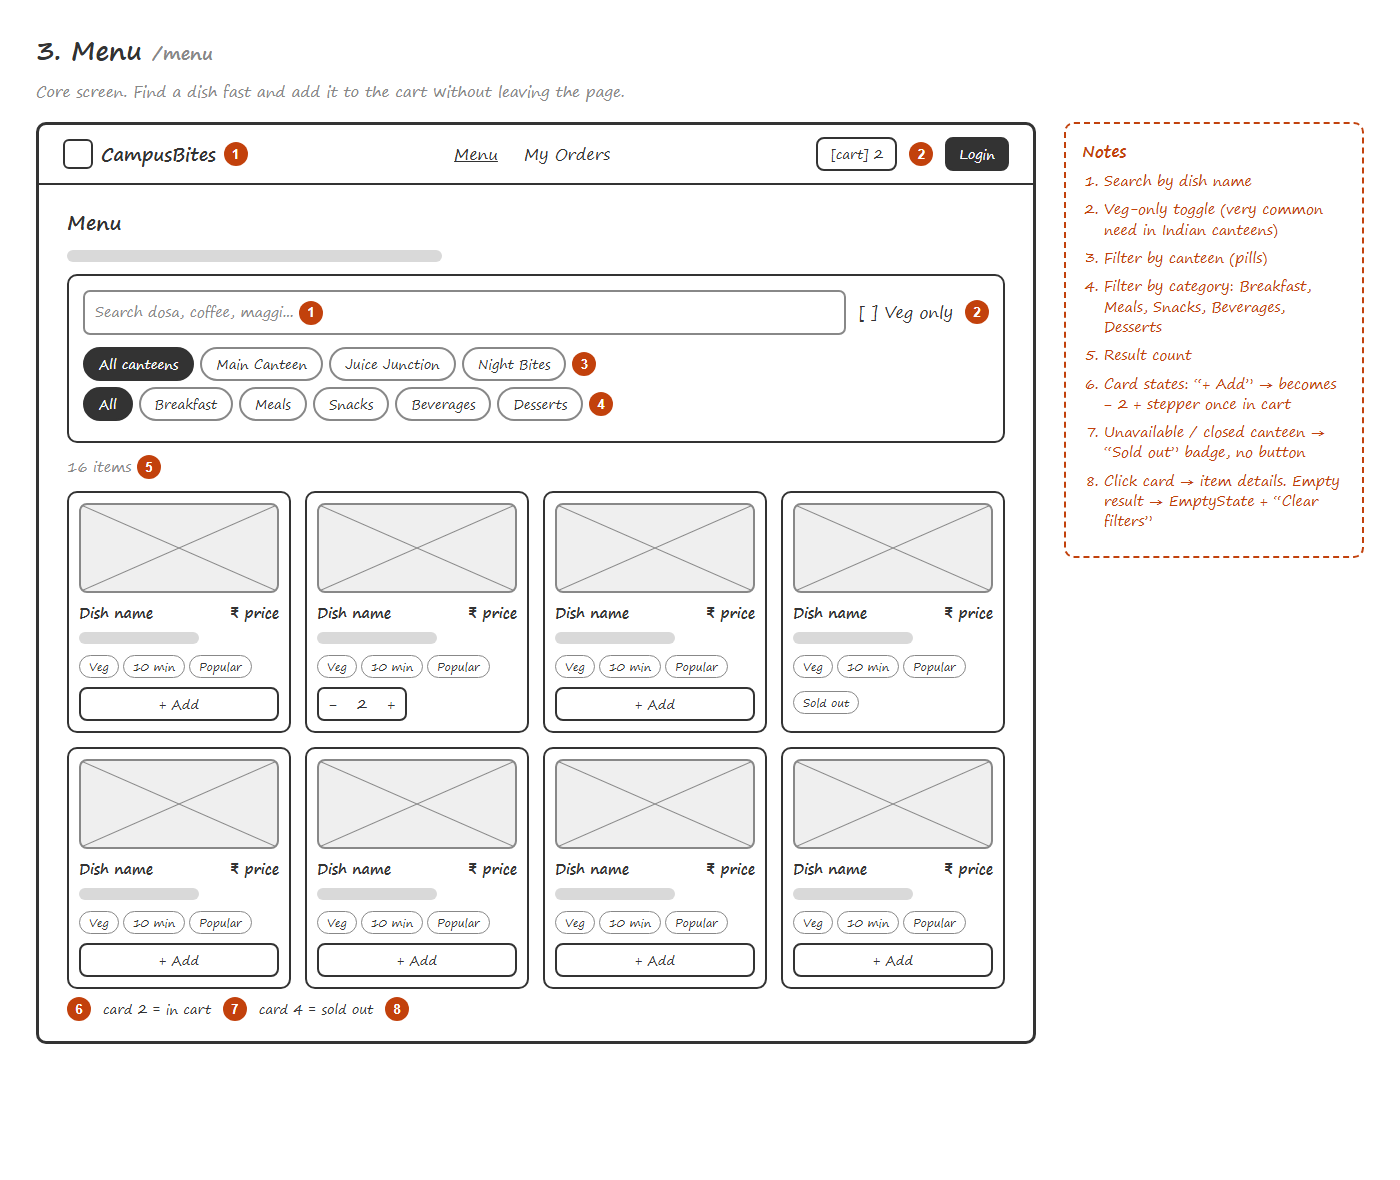 3. Menu /menu
Core screen. Find a dish fast and add it to the cart without leaving the page.
CampusBites 1 Menu My Orders [cart] 2 2 Login
Menu
Search dosa, coffee, maggi... 1 [ ] Veg only 2
All canteens Main Canteen Juice Junction Night Bites 3
All Breakfast Meals Snacks Beverages Desserts 4
16 items 5
Dish name ₹ price Dish name ₹ price Dish name ₹ price Dish name ₹ price
Veg 10 min Popular Veg 10 min Popular Veg 10 min Popular Veg 10 min Popular
+ Add - 2 + + Add Sold out
Dish name ₹ price Dish name ₹ price Dish name ₹ price Dish name ₹ price
Veg 10 min Popular Veg 10 min Popular Veg 10 min Popular Veg 10 min Popular
+ Add + Add + Add + Add
6 card 2 = in cart 7 card 4 = sold out 8
Notes
1. Search by dish name
2. Veg-only toggle (very common
need in Indian canteens)
3. Filter by canteen (pills)
4. Filter by category: Breakfast,
Meals, Snacks, Beverages,
Desserts
5. Result count
6. Card states: “+ Add” → becomes
- 2 + stepper once in cart
7. Unavailable / closed canteen →
“Sold out” badge, no button
8. Click card → item details. Empty
result → EmptyState + “Clear
filters”